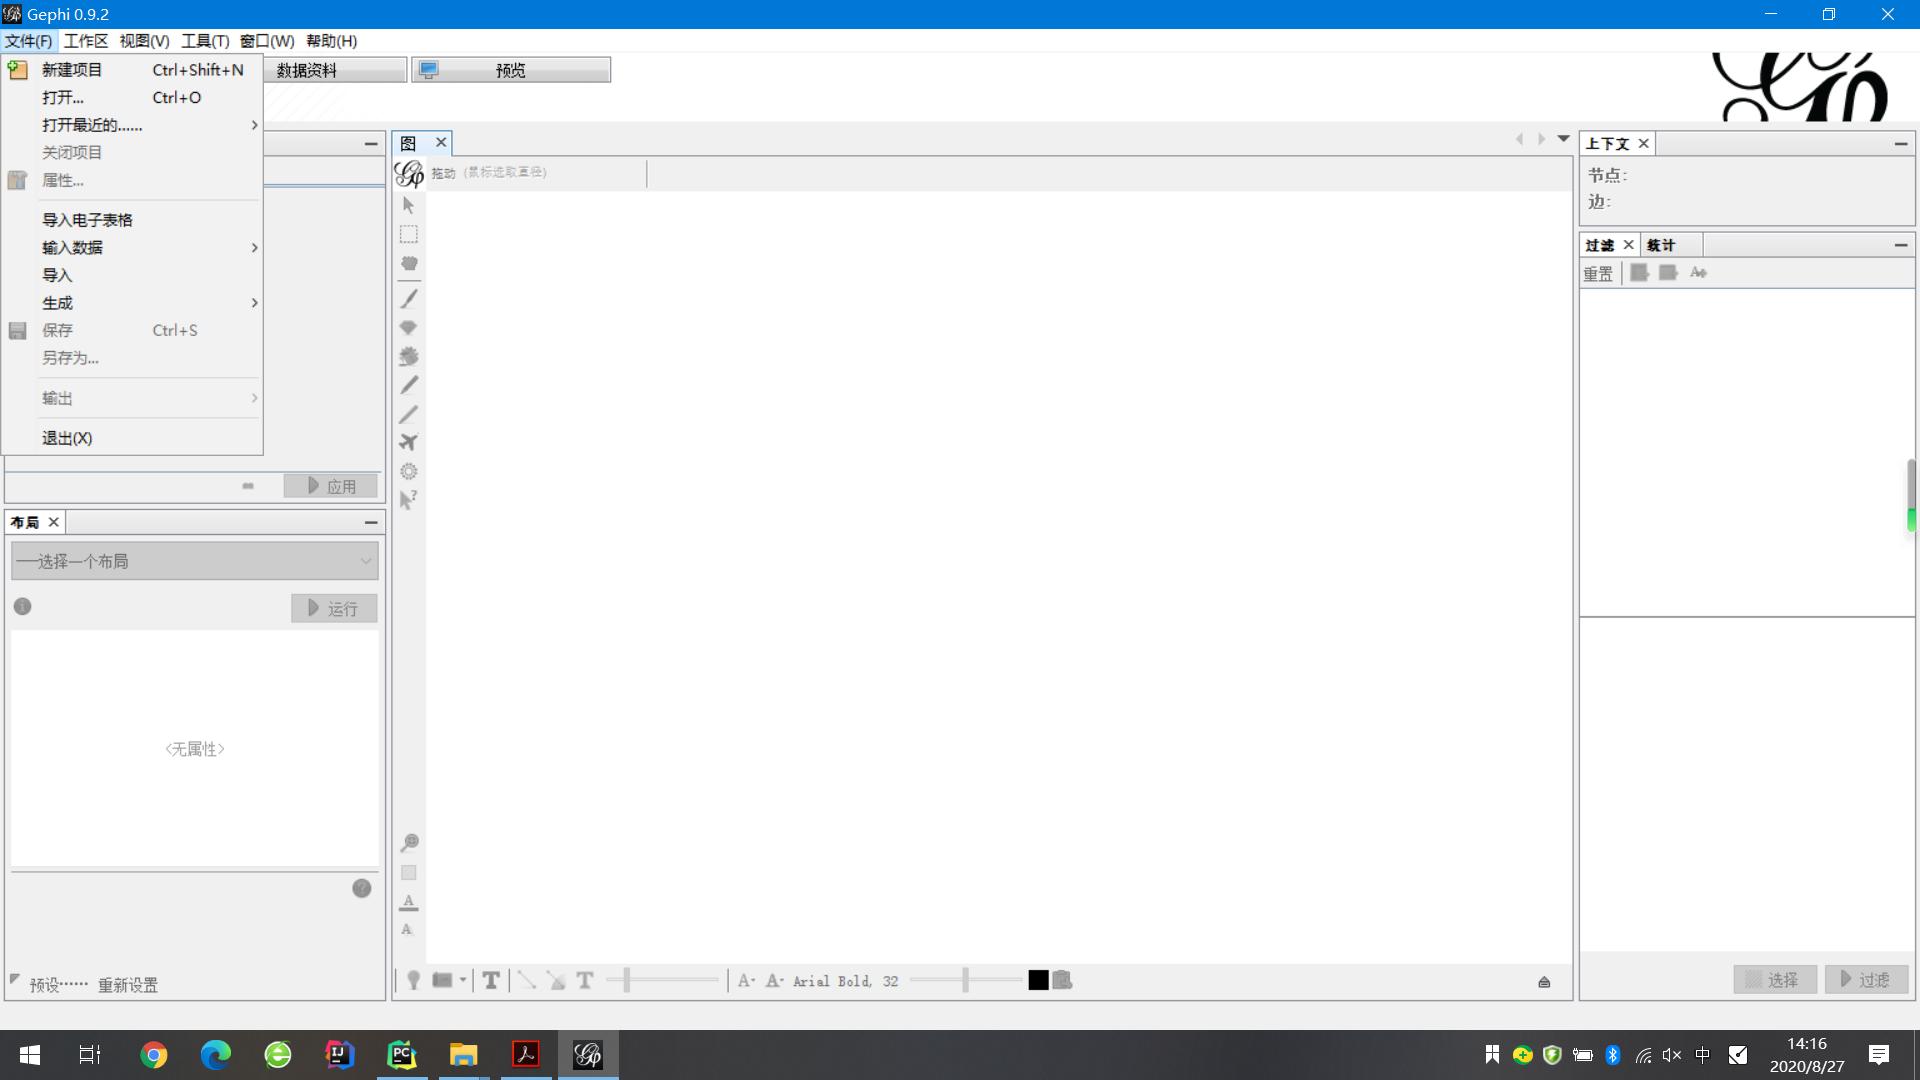 Gephi 0.9.2
文件(F) 工作区 视图(V) 工具(T) 窗口(W) 帮助(H)
新建项目 Ctrl+Shift+N
打开... Ctrl+O
打开最近的......
关闭项目
属性...
导入电子表格
输入数据
导入
生成
保存 Ctrl+S
另存为...
输出
退出(X)
数据资料
预览
应用
布局
---选择一个布局
运行
<无属性>
预设······ 重新设置
图
拖动 (鼠标选取直径)
Arial Bold, 32
上下文
节点:
边:
过滤 统计
重置
选择 过滤
中
14:16
2020/8/27